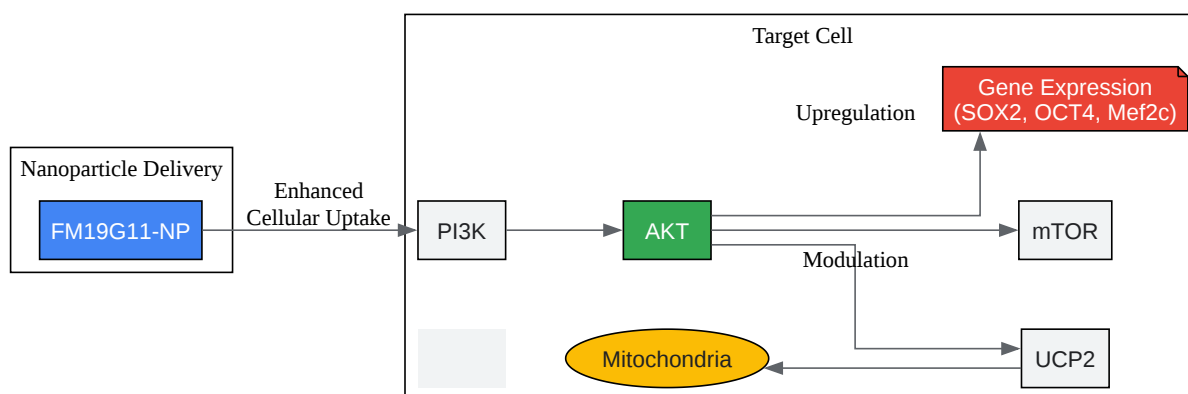 Target Cell
Gene Expression
(SOX2, OCT4, Mef2c)
Upregulation
Nanoparticle Delivery
Enhanced
Cellular Uptake
FM19G11-NP
PI3K
AKT
mTOR
Modulation
Mitochondria
UCP2